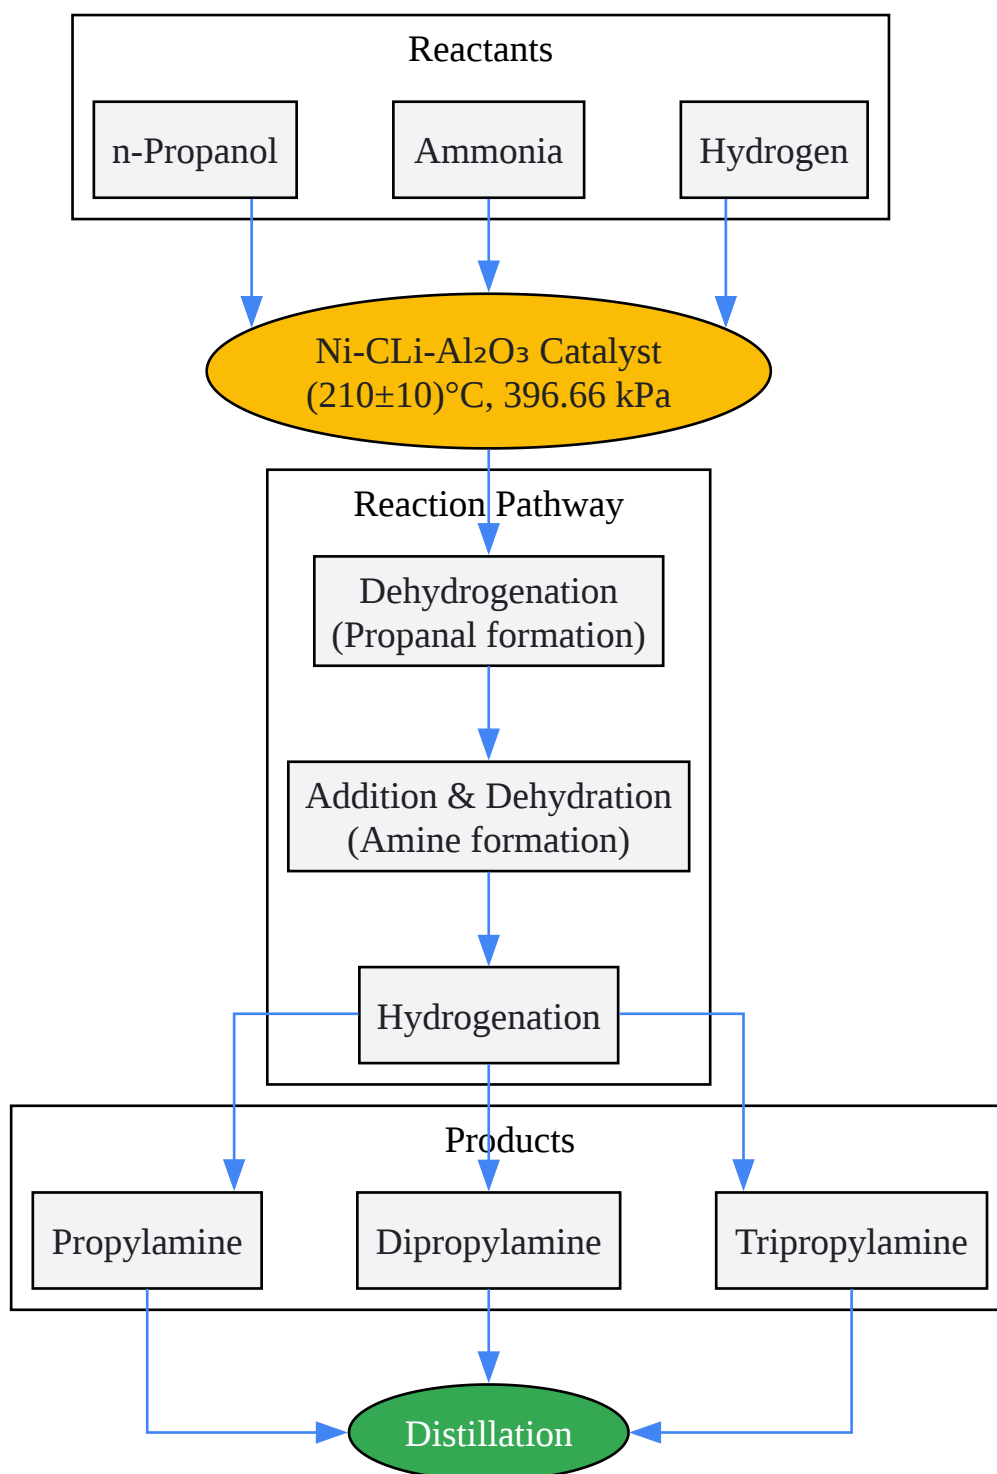 Reactants
n-Propanol
Ammonia
Hydrogen
Ni-CLi-Al₂O₃ Catalyst
(210±10)°C, 396.66 kPa
Reaction Pathway
Dehydrogenation
(Propanal formation)
Addition & Dehydration
(Amine formation)
Hydrogenation
Products
Propylamine
Dipropylamine
Tripropylamine
Distillation